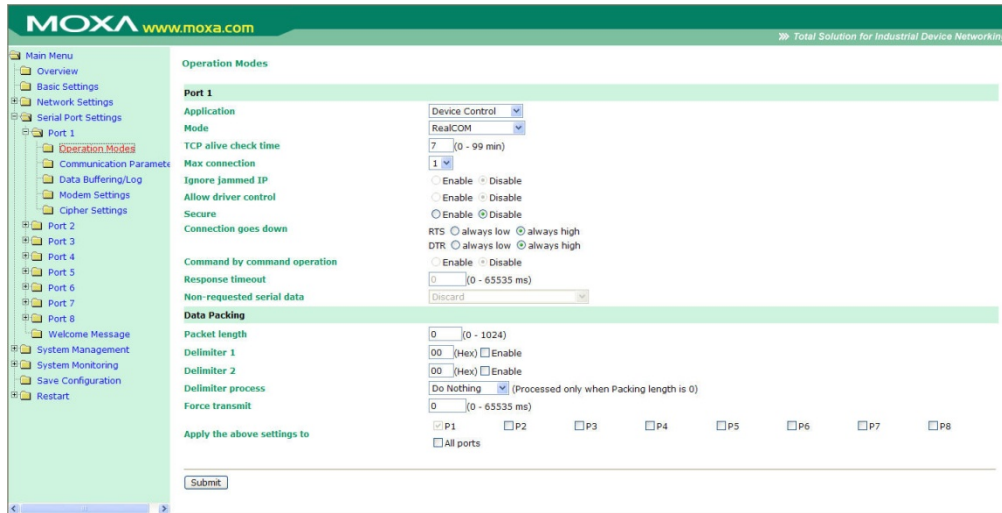 MOXA www.moxa.com
Total Solution for Industrial Device Networkin
Main Menu
Overview
Basic Settings
Network Settings
Serial Port Settings
Port 1
Operation Modes
Communication Paramete
Data Buffering/Log
Modem Settings
Cipher Settings
Port 2
Port 3
Port 4
Port 5
Port 6
Port 7
Port 8
Welcome Message
System Management
System Monitoring
Save Configuration
Restart
Operation Modes
Port 1
Application Device Control
Mode RealCOM
TCP alive check time 7 (0 - 99 min)
Max connection 1
Ignore jammed IP Enable Disable
Allow driver control Enable Disable
Secure Enable Disable
Connection goes down RTS always low always high
DTR always low always high
Command by command operation Enable Disable
Response timeout 0 (0 - 65535 ms)
Non-requested serial data Discard
Data Packing
Packet length 0 (0 - 1024)
Delimiter 1 00 (Hex) Enable
Delimiter 2 00 (Hex) Enable
Delimiter process Do Nothing (Processed only when Packing length is 0)
Force transmit 0 (0 - 65535 ms)
Apply the above settings to P1 P2 P3 P4 P5 P6 P7 P8
All ports
Submit